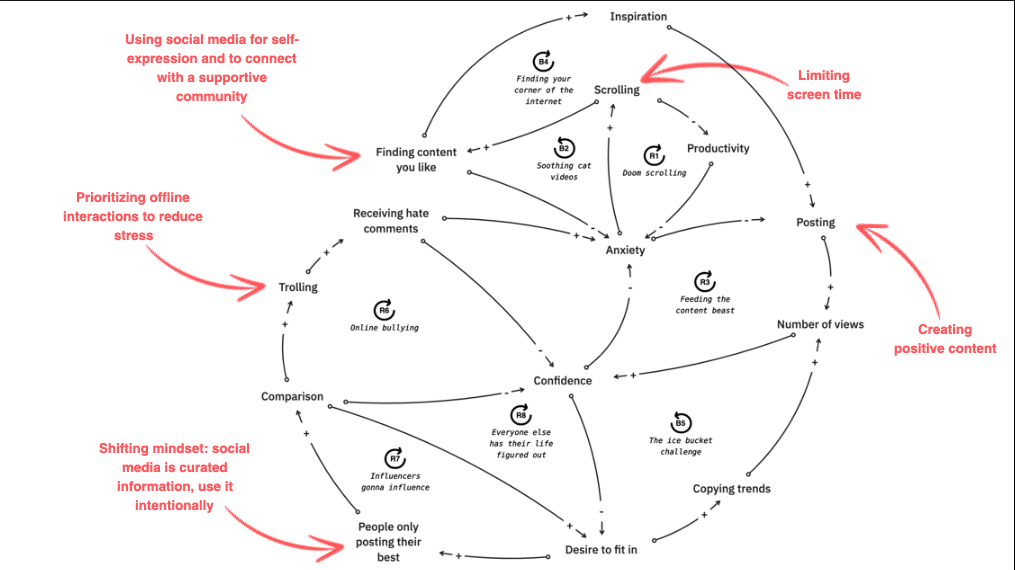 Inspiration
Using social media for self-
expression and to connect
with a supportive
community
B4
Finding your
corner of the
internet
Scrolling
Limiting
screen time
Finding content
you like
B2
Soothing cat
videos
R1
Doom scrolling
Productivity
Prioritizing offline
interactions to reduce
stress
Receiving hate
comments
Anxiety
Posting
Trolling
R6
Online bullying
R3
Feeding the
content beast
Number of views
Creating
positive content
Confidence
Comparison
R8
Everyone else
has their life
figured out
B5
The ice bucket
challenge
Shifting mindset: social
media is curated
information, use it
intentionally
R7
Influencers
gonna influence
Copying trends
People only
posting their
best
Desire to fit in
+
+
+
-
-
-
-
+
-
+
+
+
-
+
-
+
+
-
+
+
-
+
+
+